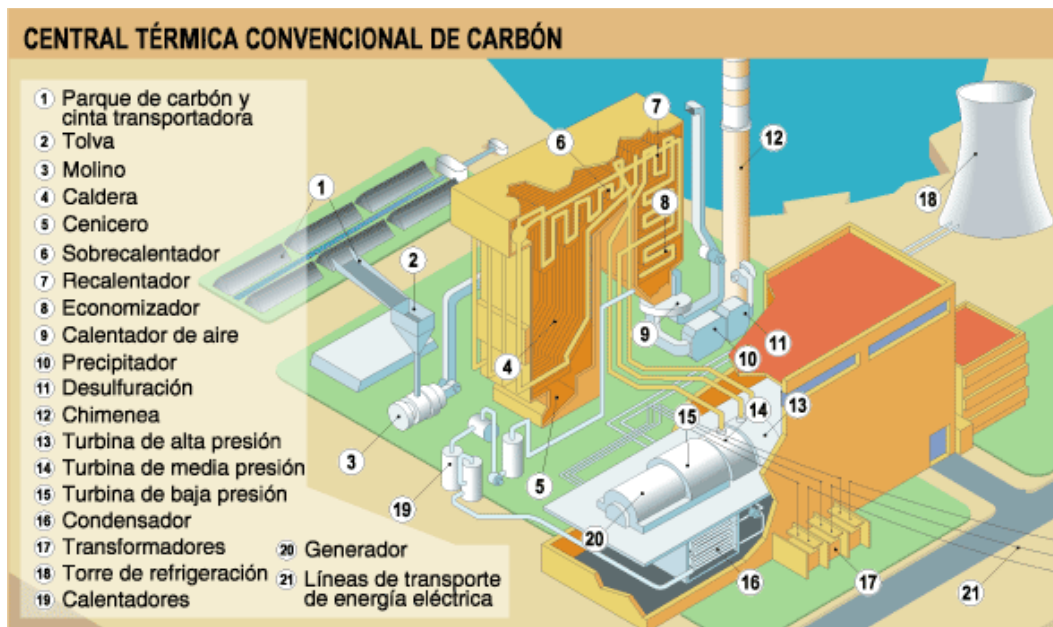 CENTRAL TÉRMICA CONVENCIONAL DE CARBÓN
1 Parque de carbón y
cinta transportadora
2 Tolva
3 Molino
4 Caldera
5 Cenicero
6 Sobrecalentador
7 Recalentador
8 Economizador
9 Calentador de aire
10 Precipitador
11 Desulfuración
12 Chimenea
13 Turbina de alta presión
14 Turbina de media presión
15 Turbina de baja presión
16 Condensador
17 Transformadores
18 Torre de refrigeración
19 Calentadores
20 Generador
21 Líneas de transporte
de energía eléctrica
7
6
12
1
8
18
2
9
11
10
4
14
13
15
3
5
19
20
16
17
21